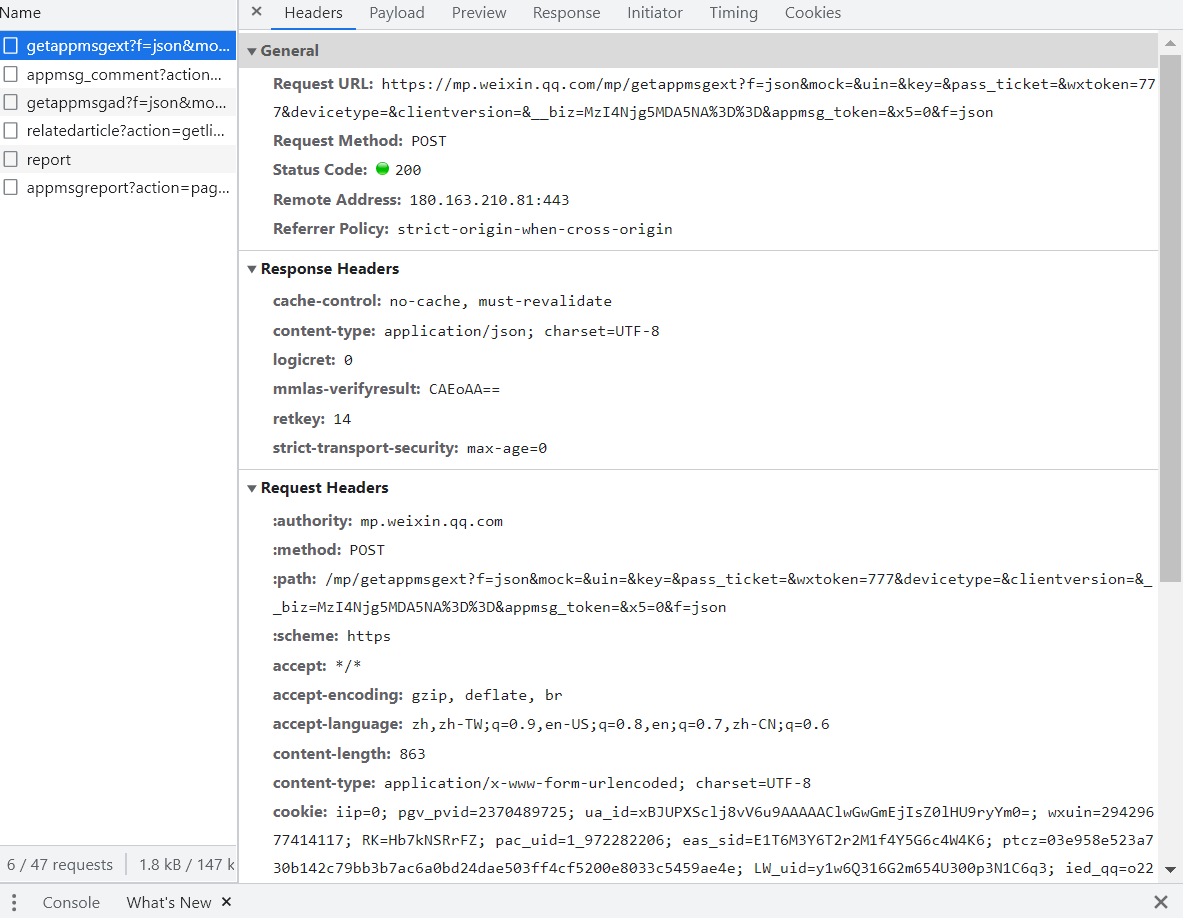 Name
× Headers Payload Preview Response Initiator Timing Cookies
getappmsgext?f=json&mo...
appmsg_comment?action...
getappmsgad?f=json&mo...
relatedarticle?action=getli...
report
appmsgreport?action=pag...
General
Request URL: https://mp.weixin.qq.com/mp/getappmsgext?f=json&mock=&uin=&key=&pass_ticket=&wxtoken=77
7&devicetype=&clientversion=&__biz=MzI4Njg5MDA5NA%3D%3D&appmsg_token=&x5=0&f=json
Request Method: POST
Status Code: 200
Remote Address: 180.163.210.81:443
Referrer Policy: strict-origin-when-cross-origin
Response Headers
cache-control: no-cache, must-revalidate
content-type: application/json; charset=UTF-8
logicret: 0
mmlas-verifyresult: CAEoAA==
retkey: 14
strict-transport-security: max-age=0
Request Headers
:authority: mp.weixin.qq.com
:method: POST
:path: /mp/getappmsgext?f=json&mock=&uin=&key=&pass_ticket=&wxtoken=777&devicetype=&clientversion=&_
_biz=MzI4Njg5MDA5NA%3D%3D&appmsg_token=&x5=0&f=json
:scheme: https
accept: */*
accept-encoding: gzip, deflate, br
accept-language: zh,zh-TW;q=0.9,en-US;q=0.8,en;q=0.7,zh-CN;q=0.6
content-length: 863
content-type: application/x-www-form-urlencoded; charset=UTF-8
cookie: iip=0; pgv_pvid=2370489725; ua_id=xBJUPXSclj8vV6u9AAAAAClwGwGmEjIsZ0lHU9ryYm0=; wxuin=294296
77414117; RK=Hb7kNSRrFZ; pac_uid=1_972282206; eas_sid=E1T6M3Y6T2r2M1f4Y5G6c4W4K6; ptcz=03e958e523a7
30b142c79bb3b7ac6a0bd24dae503ff4cf5200e8033c5459ae4e; LW_uid=y1w6Q316G2m654U300p3N1C6q3; ied_qq=o22
6 / 47 requests 1.8 kB / 147 k
Console What's New ×